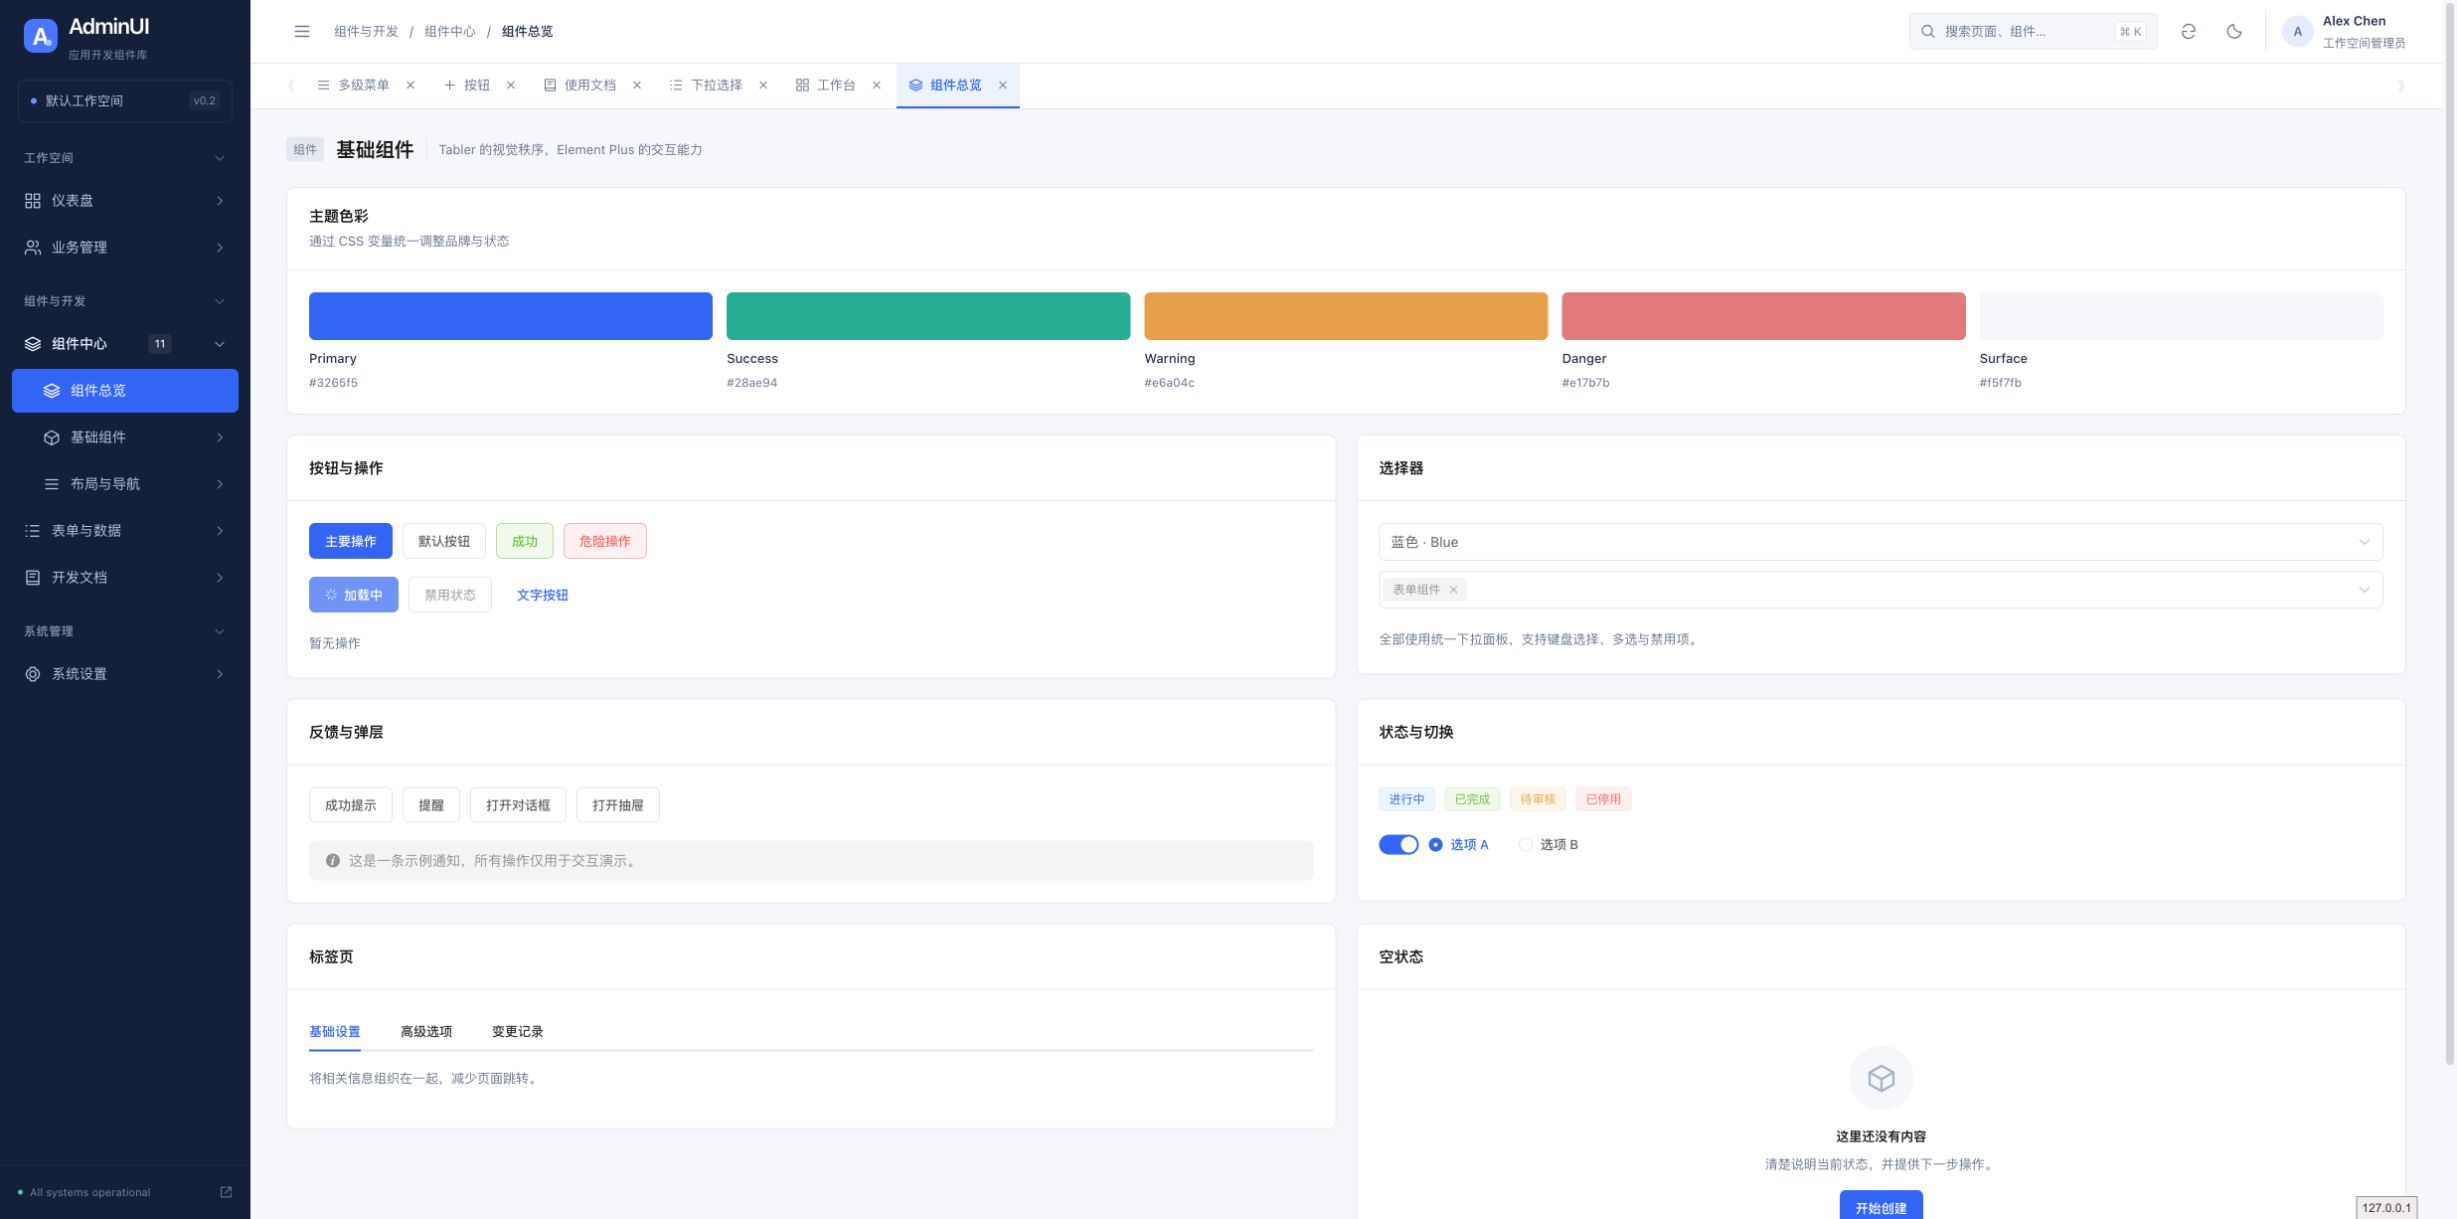 A
AdminUI
应用开发组件库
默认工作空间 v0.2
工作空间
仪表盘
业务管理
组件与开发
组件中心 11
组件总览
基础组件
布局与导航
表单与数据
开发文档
系统管理
系统设置
All systems operational
组件与开发 / 组件中心 / 组件总览
搜索页面、组件... ⌘ K
A
Alex Chen
工作空间管理员
多级菜单 按钮 使用文档 下拉选择 工作台 组件总览
组件 基础组件 Tabler 的视觉秩序，Element Plus 的交互能力
主题色彩
通过 CSS 变量统一调整品牌与状态
Primary Success Warning Danger Surface
#3265f5 #28ae94 #e6a04c #e17b7b #f5f7fb
按钮与操作
主要操作 默认按钮 成功 危险操作
加载中 禁用状态 文字按钮
暂无操作
选择器
蓝色 · Blue
表单组件
全部使用统一下拉面板，支持键盘选择、多选与禁用项。
反馈与弹层
成功提示 提醒 打开对话框 打开抽屉
这是一条示例通知，所有操作仅用于交互演示。
状态与切换
进行中 已完成 待审核 已停用
选项 A 选项 B
标签页
基础设置 高级选项 变更记录
将相关信息组织在一起，减少页面跳转。
空状态
这里还没有内容
清楚说明当前状态，并提供下一步操作。
开始创建
127.0.0.1